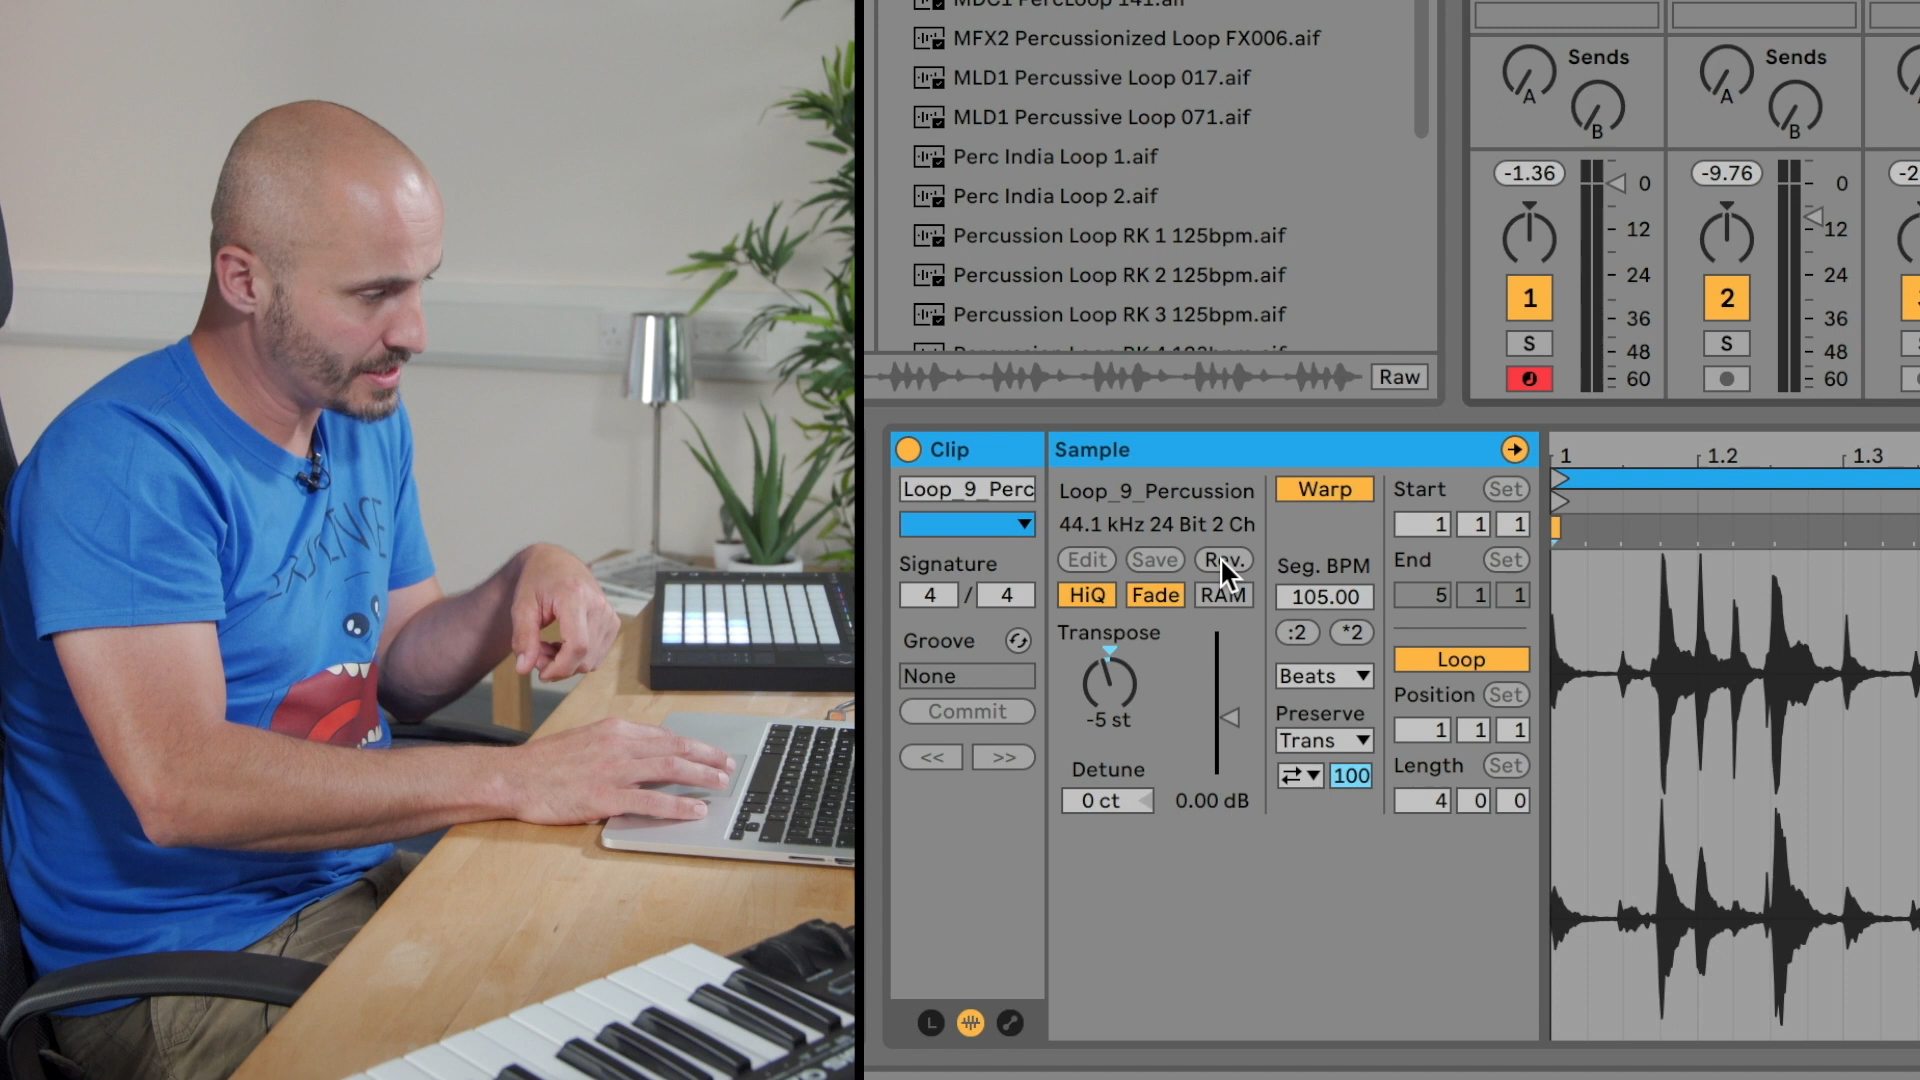 MFX2 Percussionized Loop FX006.aif
MLD1 Percussive Loop 017.aif
MLD1 Percussive Loop 071.aif
Perc India Loop 1.aif
Perc India Loop 2.aif
Percussion Loop RK 1 125bpm.aif
Percussion Loop RK 2 125bpm.aif
Percussion Loop RK 3 125bpm.aif
Raw
Sends
A
B
-1.36
0
12
24
36
48
60
1
S
Sends
A
B
-9.76
0
12
24
36
48
60
2
S
Clip
Loop_9_Perc
Signature
4 / 4
Groove
None
Commit
<< >>
L
Sample
Loop_9_Percussion
44.1 kHz 24 Bit 2 Ch
Edit Save Rev.
HiQ Fade RAM
Transpose
-5 st
Detune
0 ct 0.00 dB
Warp
Seg. BPM
105.00
:2 *2
Beats
Preserve
Trans
100
Start Set
1 1 1
End Set
5 1 1
Loop
Position Set
1 1 1
Length Set
4 0 0
1 1.2 1.3